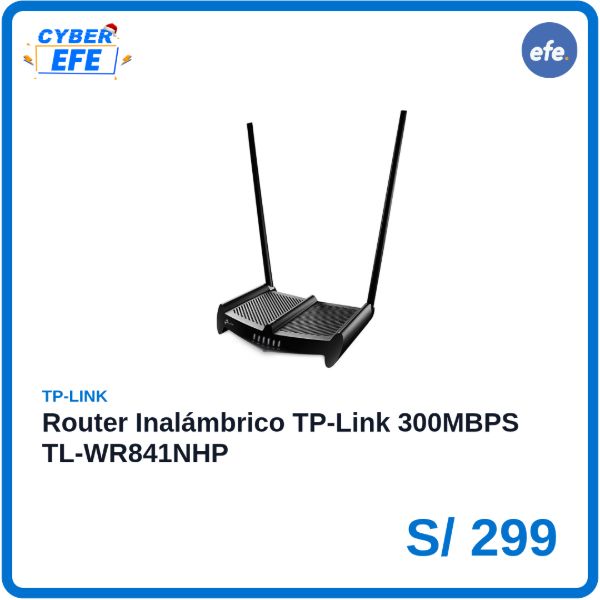 CYBER
EFE
efe.
TP-LINK
Router Inalámbrico TP-Link 300MBPS
TL-WR841NHP
S/ 299